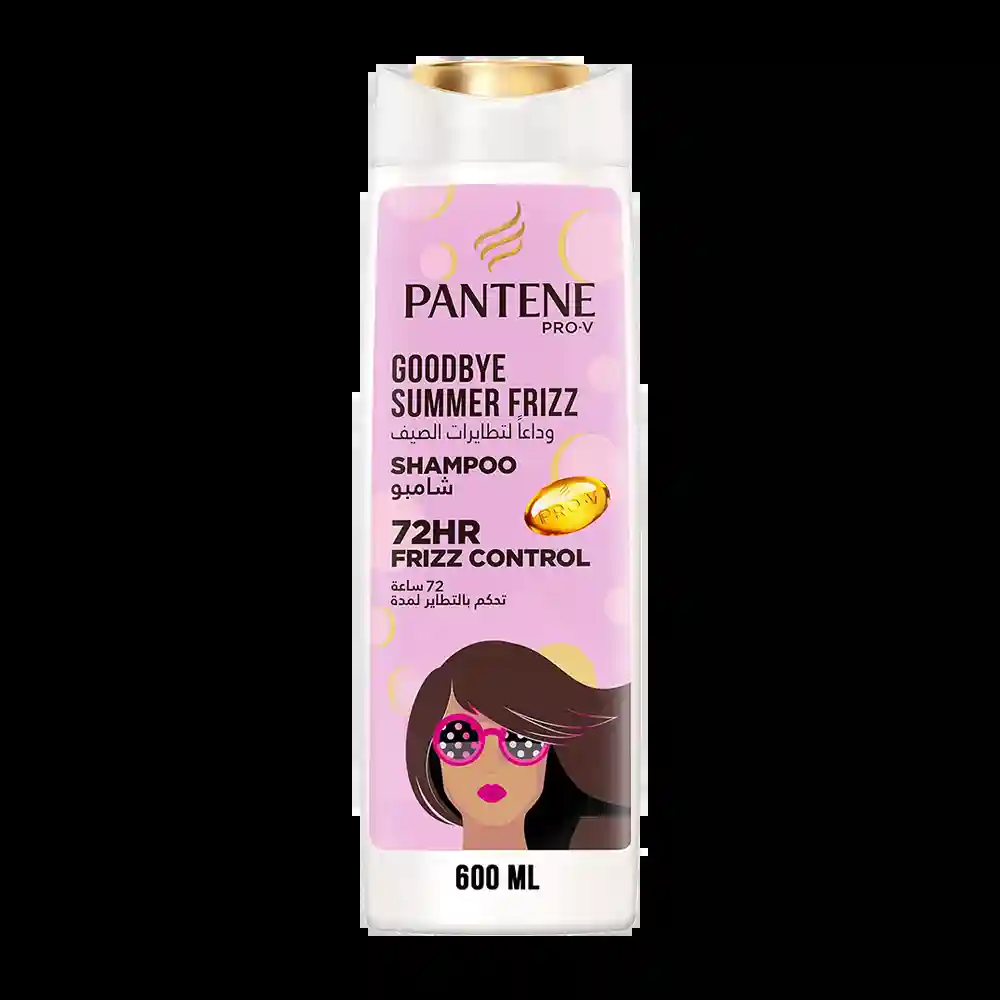 PANTENE
PRO-V
GOODBYE
SUMMER FRIZZ
وداعاً لتطايرات الصيف
SHAMPOO
شامبو
PRO-V
72HR
FRIZZ CONTROL
72 ساعة
تحكم بالتطاير لمدة
600 ML